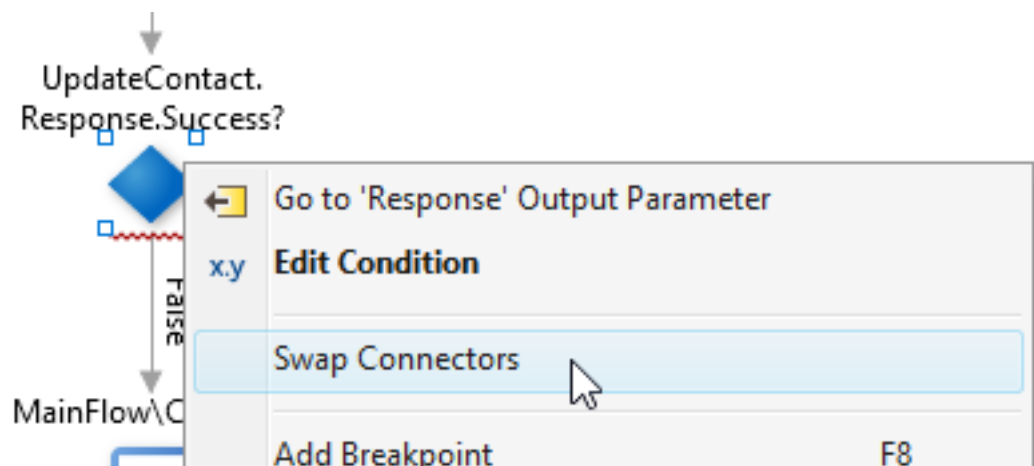 UpdateContact.
Response.Success?
Go to 'Response' Output Parameter
x.y Edit Condition
False
Swap Connectors
MainFlow\C
Add Breakpoint F8